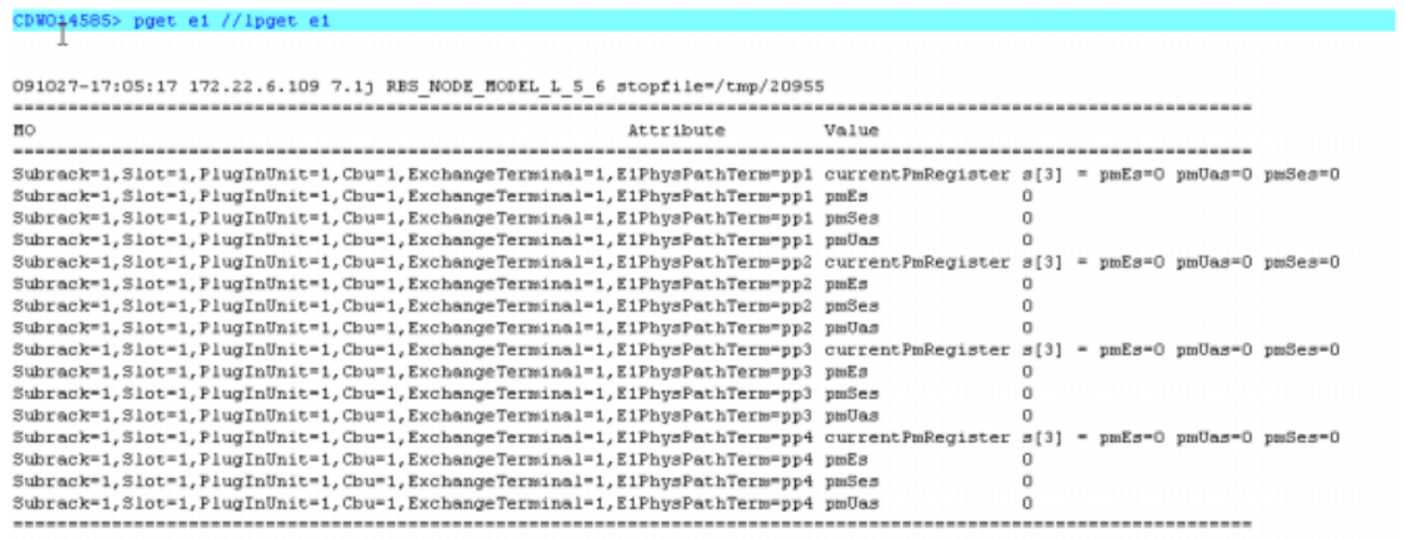 CDW014585> pget e1 //lpget e1
091027-17:05:17 172.22.6.109 7.1j RBS_NODE_MODEL_L_5_6 stopfile=/tmp/20955
=================================================================================================================
MO Attribute Value
=================================================================================================================
Subrack=1,Slot=1,PlugInUnit=1,Cbu=1,ExchangeTerminal=1,E1PhysPathTerm=pp1 currentPmRegister s[3] = pmEs=0 pmUas=0 pmSes=0
Subrack=1,Slot=1,PlugInUnit=1,Cbu=1,ExchangeTerminal=1,E1PhysPathTerm=pp1 pmEs 0
Subrack=1,Slot=1,PlugInUnit=1,Cbu=1,ExchangeTerminal=1,E1PhysPathTerm=pp1 pmSes 0
Subrack=1,Slot=1,PlugInUnit=1,Cbu=1,ExchangeTerminal=1,E1PhysPathTerm=pp1 pmUas 0
Subrack=1,Slot=1,PlugInUnit=1,Cbu=1,ExchangeTerminal=1,E1PhysPathTerm=pp2 currentPmRegister s[3] = pmEs=0 pmUas=0 pmSes=0
Subrack=1,Slot=1,PlugInUnit=1,Cbu=1,ExchangeTerminal=1,E1PhysPathTerm=pp2 pmEs 0
Subrack=1,Slot=1,PlugInUnit=1,Cbu=1,ExchangeTerminal=1,E1PhysPathTerm=pp2 pmSes 0
Subrack=1,Slot=1,PlugInUnit=1,Cbu=1,ExchangeTerminal=1,E1PhysPathTerm=pp2 pmUas 0
Subrack=1,Slot=1,PlugInUnit=1,Cbu=1,ExchangeTerminal=1,E1PhysPathTerm=pp3 currentPmRegister s[3] = pmEs=0 pmUas=0 pmSes=0
Subrack=1,Slot=1,PlugInUnit=1,Cbu=1,ExchangeTerminal=1,E1PhysPathTerm=pp3 pmEs 0
Subrack=1,Slot=1,PlugInUnit=1,Cbu=1,ExchangeTerminal=1,E1PhysPathTerm=pp3 pmSes 0
Subrack=1,Slot=1,PlugInUnit=1,Cbu=1,ExchangeTerminal=1,E1PhysPathTerm=pp3 pmUas 0
Subrack=1,Slot=1,PlugInUnit=1,Cbu=1,ExchangeTerminal=1,E1PhysPathTerm=pp4 currentPmRegister s[3] = pmEs=0 pmUas=0 pmSes=0
Subrack=1,Slot=1,PlugInUnit=1,Cbu=1,ExchangeTerminal=1,E1PhysPathTerm=pp4 pmEs 0
Subrack=1,Slot=1,PlugInUnit=1,Cbu=1,ExchangeTerminal=1,E1PhysPathTerm=pp4 pmSes 0
Subrack=1,Slot=1,PlugInUnit=1,Cbu=1,ExchangeTerminal=1,E1PhysPathTerm=pp4 pmUas 0
=================================================================================================================